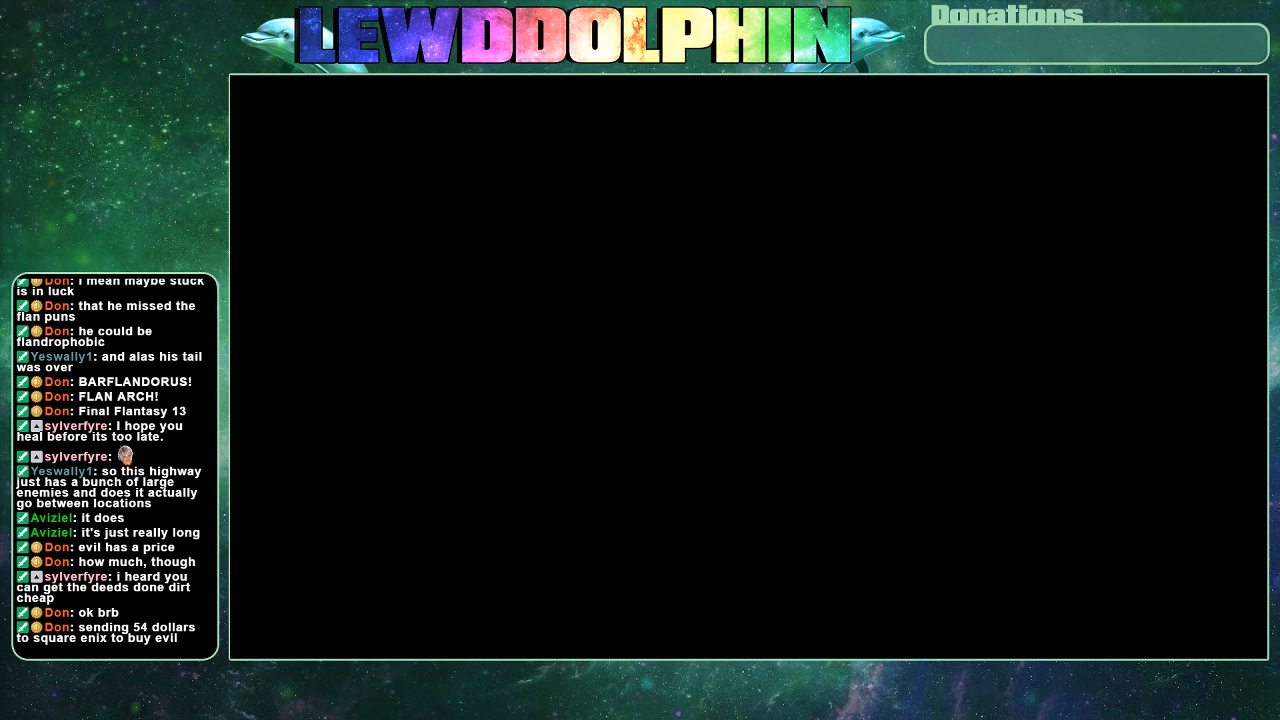 LEWDDOLPHIN
Donations
Don: i mean maybe stuck
is in luck
Don: that he missed the
flan puns
Don: he could be
flandrophobic
Yeswally1: and alas his tail
was over
Don: BARFLANDORUS!
Don: FLAN ARCH!
Don: Final Flantasy 13
sylverfyre: I hope you
heal before its too late.
sylverfyre:
Yeswally1: so this highway
just has a bunch of large
enemies and does it actually
go between locations
Aviziel: it does
Aviziel: it's just really long
Don: evil has a price
Don: how much, though
sylverfyre: i heard you
can get the deeds done dirt
cheap
Don: ok brb
Don: sending 54 dollars
to square enix to buy evil